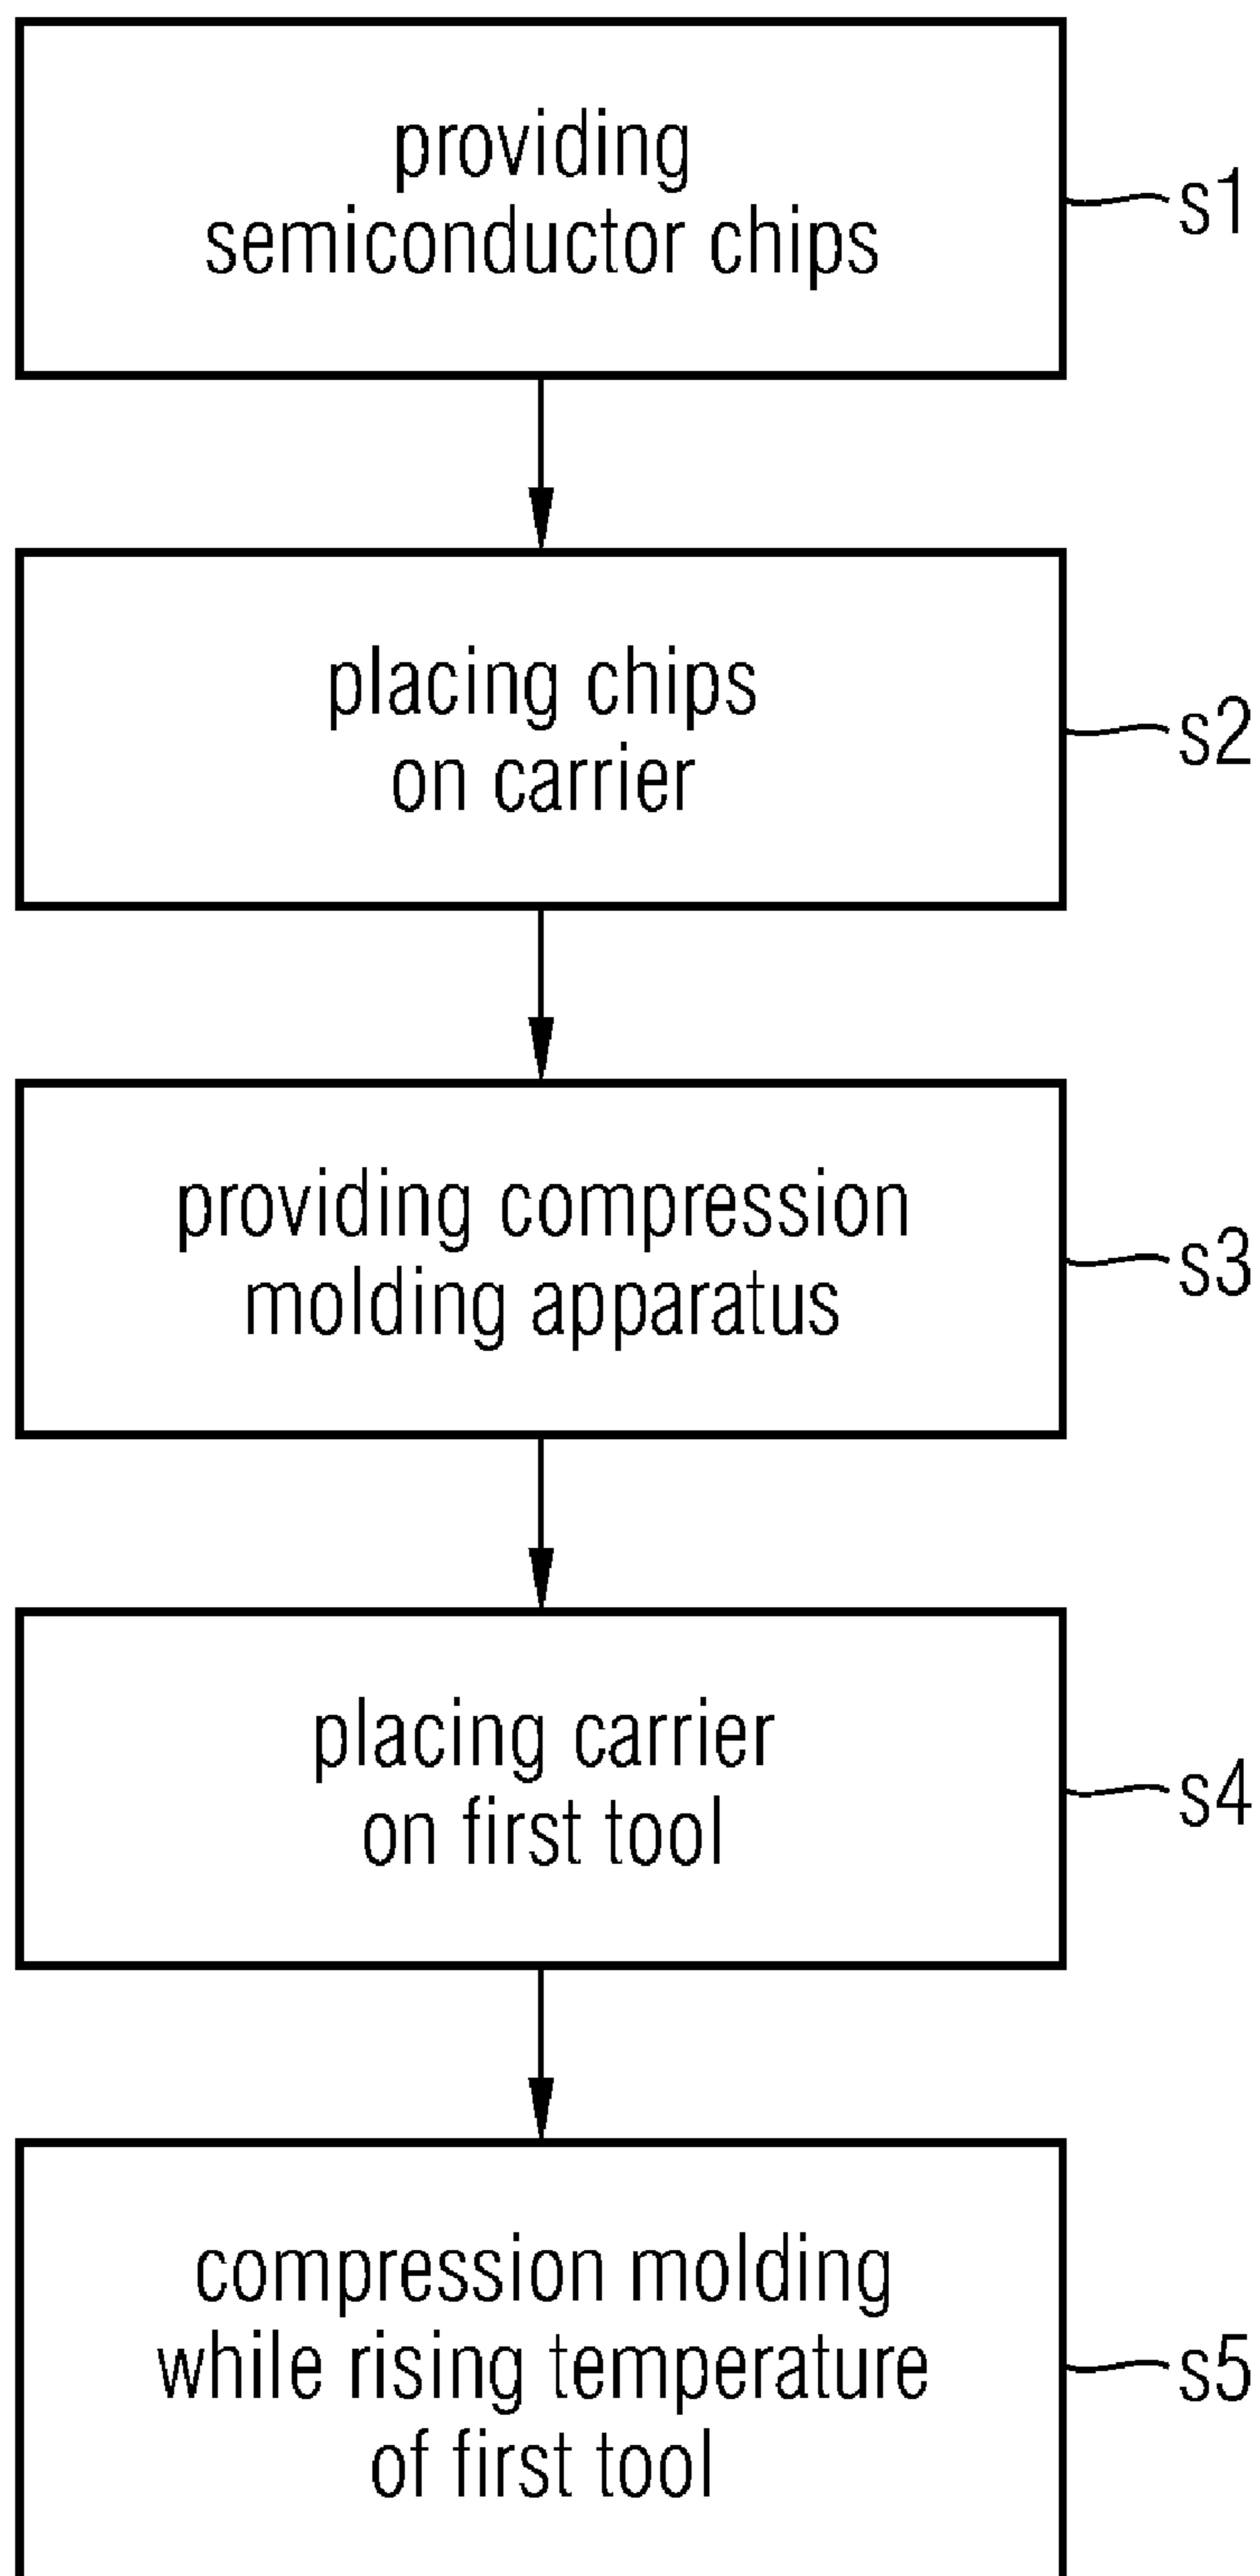 providing
semiconductor chips
s1
placing chips
on carrier
s2
providing compression
molding apparatus
s3
placing carrier
on first tool
s4
compression molding
while rising temperature
of first tool
s5